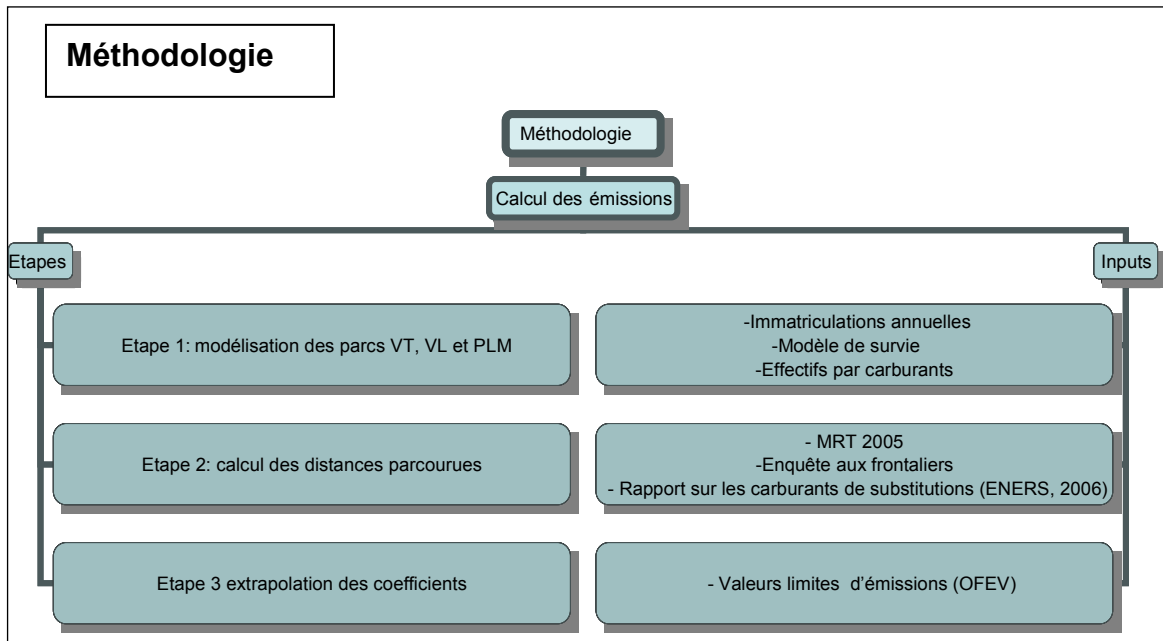 Méthodologie
Méthodologie
Calcul des émissions
Etapes
Inputs
Etape 1: modélisation des parcs VT, VL et PLM
-Immatriculations annuelles
-Modèle de survie
-Effectifs par carburants
Etape 2: calcul des distances parcourues
- MRT 2005
-Enquête aux frontaliers
- Rapport sur les carburants de substitutions (ENERS, 2006)
Etape 3 extrapolation des coefficients
- Valeurs limites d’émissions (OFEV)